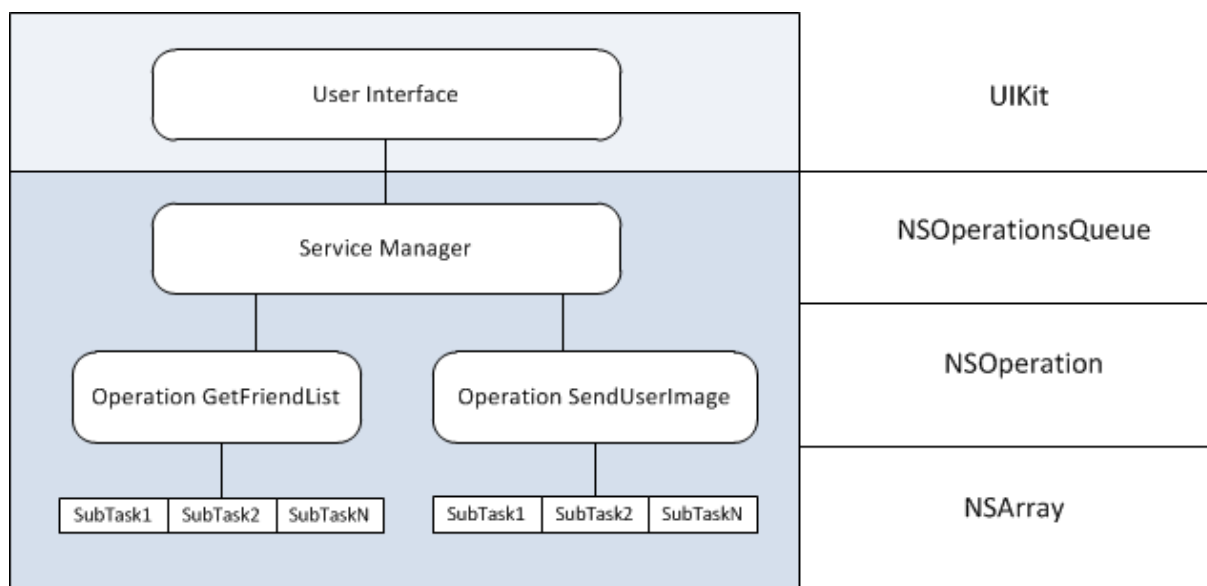 User Interface
UIKit
Service Manager
NSOperationsQueue
Operation GetFriendList
Operation SendUserImage
NSOperation
SubTask1 SubTask2 SubTaskN
SubTask1 SubTask2 SubTaskN
NSArray